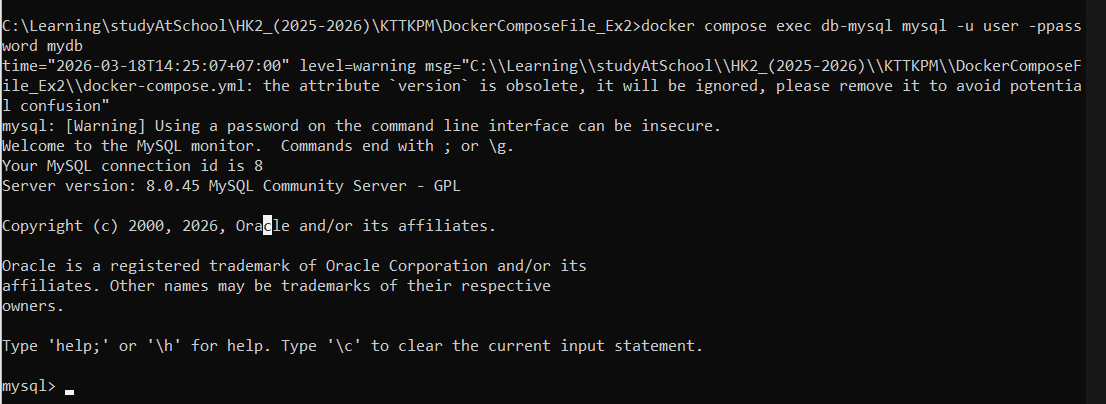 C:\Learning\studyAtSchool\HK2_(2025-2026)\KTTKPM\DockerComposeFile_Ex2>docker compose exec db-mysql mysql -u user -ppass
word mydb
time="2026-03-18T14:25:07+07:00" level=warning msg="C:\\Learning\\studyAtSchool\\HK2_(2025-2026)\\KTTKPM\\DockerComposeF
ile_Ex2\\docker-compose.yml: the attribute `version` is obsolete, it will be ignored, please remove it to avoid potentia
l confusion"
mysql: [Warning] Using a password on the command line interface can be insecure.
Welcome to the MySQL monitor.  Commands end with ; or \g.
Your MySQL connection id is 8
Server version: 8.0.45 MySQL Community Server - GPL

Copyright (c) 2000, 2026, Oracle and/or its affiliates.

Oracle is a registered trademark of Oracle Corporation and/or its
affiliates. Other names may be trademarks of their respective
owners.

Type 'help;' or '\h' for help. Type '\c' to clear the current input statement.

mysql>